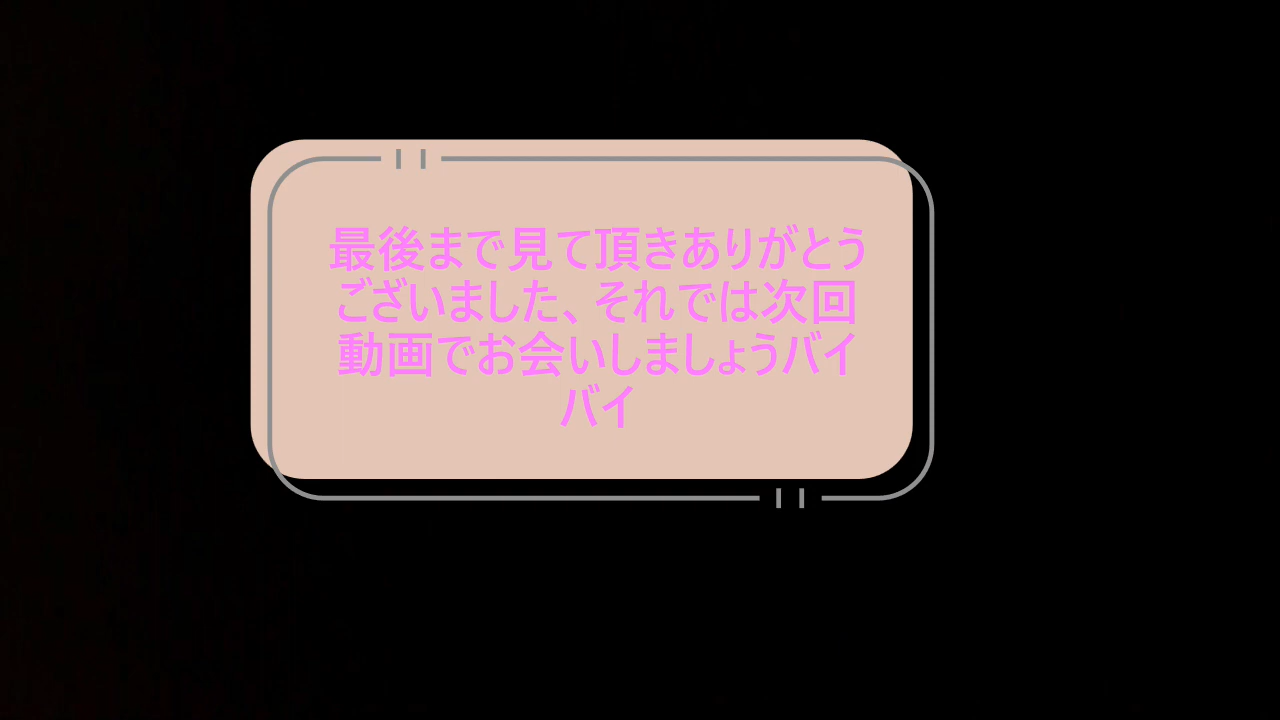 最後まで見て頂きありがとう
ございました、それでは次回
動画でお会いしましょうバイ
バイ